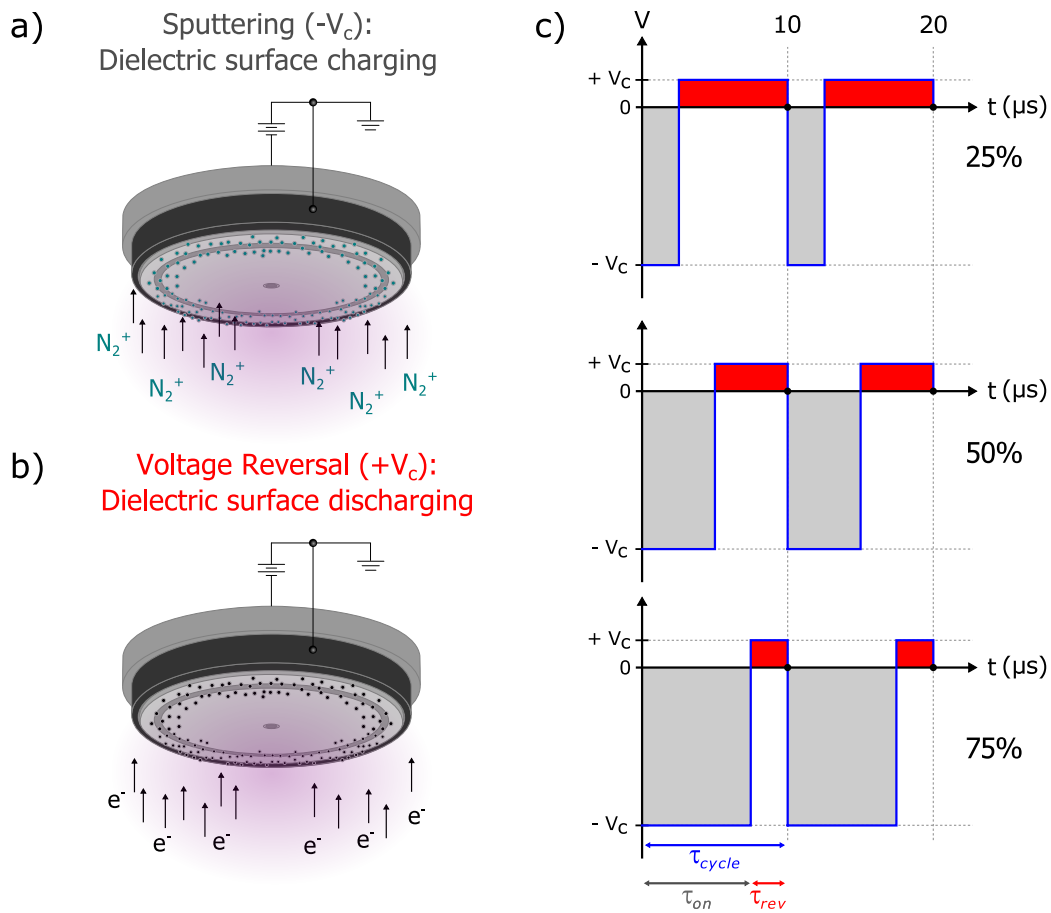 a)
Sputtering (-Vc):
Dielectric surface charging
N2+
N2+
N2+
N2+
N2+
N2+
b)
Voltage Reversal (+Vc):
Dielectric surface discharging
e-
e-
e-
e-
e-
e-
c)
V
10
20
+ Vc
0
t (µs)
25%
- Vc
+ Vc
0
t (µs)
50%
- Vc
+ Vc
0
t (µs)
75%
- Vc
τcycle
τon
τrev